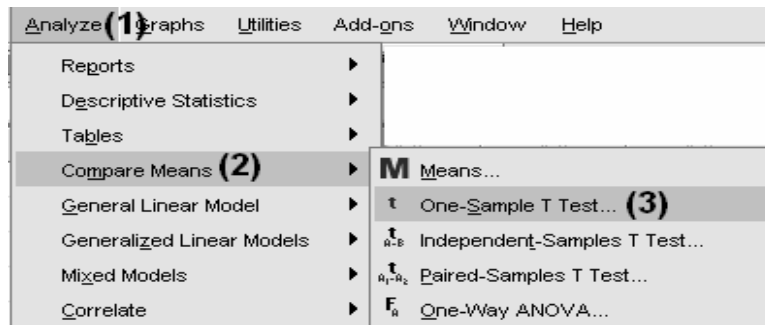 Analyze (1) Graphs Utilities Add-ons Window Help
Reports
Descriptive Statistics
Tables
Compare Means (2)
General Linear Model
Generalized Linear Models
Mixed Models
Correlate
M Means...
t One-Sample T Test... (3)
t A-B Independent-Samples T Test...
t A₁-A₂ Paired-Samples T Test...
F A One-Way ANOVA...